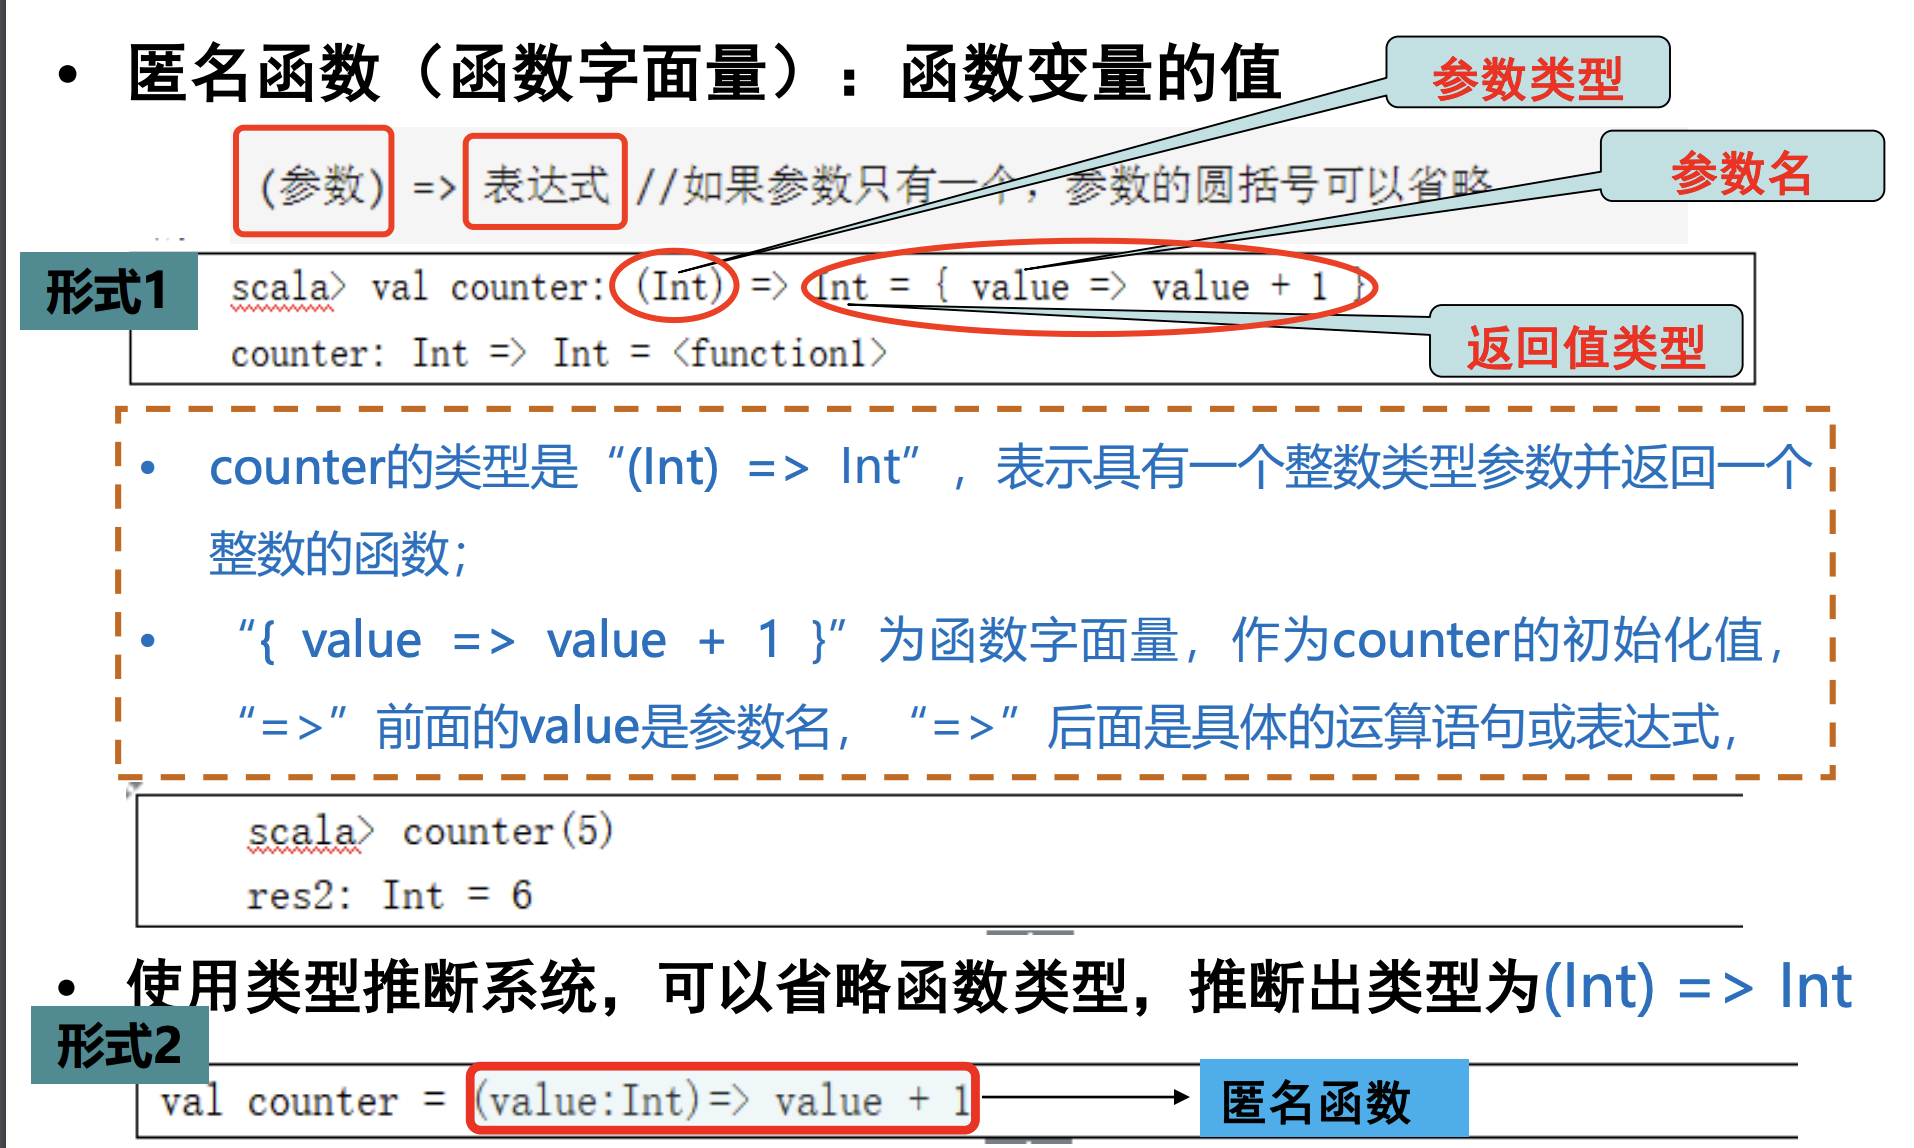 • 匿名函数（函数字面量）：函数变量的值
参数类型
参数名
(参数) => 表达式 //如果参数只有一个，参数的圆括号可以省略
形式1
scala> val counter: (Int) => Int = { value => value + 1 }
counter: Int => Int = <function1>
返回值类型
• counter的类型是“(Int) => Int”，表示具有一个整数类型参数并返回一个
整数的函数；
• “{ value => value + 1 }”为函数字面量，作为counter的初始化值，
“=>”前面的value是参数名，“=>”后面是具体的运算语句或表达式，
scala> counter(5)
res2: Int = 6
• 使用类型推断系统，可以省略函数类型，推断出类型为(Int) => Int
形式2
val counter = (value:Int)=> value + 1
匿名函数